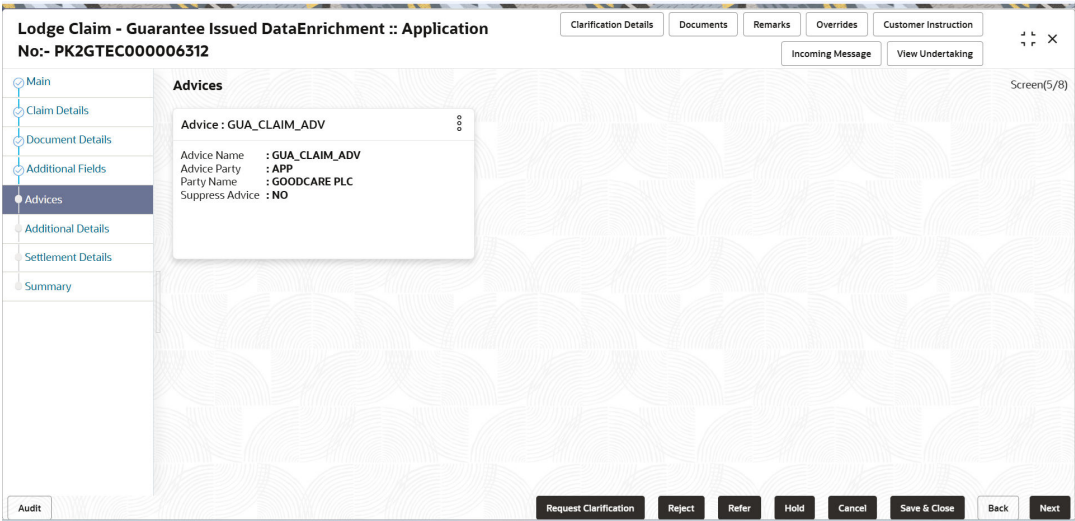 Lodge Claim - Guarantee Issued DataEnrichment :: Application
No:- PK2GTEC000006312
Clarification Details
Documents
Remarks
Overrides
Customer Instruction
Incoming Message
View Undertaking
Main
Claim Details
Document Details
Additional Fields
Advices
Additional Details
Settlement Details
Summary
Advices
Screen(5/8)
Advice : GUA_CLAIM_ADV
Advice Name : GUA_CLAIM_ADV
Advice Party : APP
Party Name : GOODCARE PLC
Suppress Advice : NO
Audit
Request Clarification
Reject
Refer
Hold
Cancel
Save & Close
Back
Next